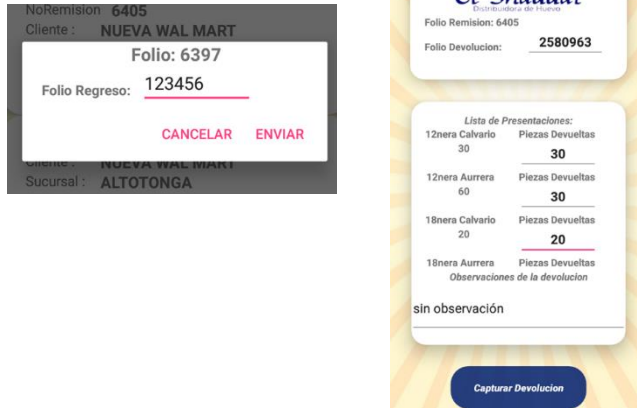 NoRemision 6405
Cliente : NUEVA WAL MART
Folio: 6397
Folio Regreso: 123456
CANCELAR ENVIAR
Cliente : NUEVA WAL MART
Sucursal : ALTOTONGA
Distribuidora de Huevo
Folio Remision: 6405
Folio Devolucion: 2580963
Lista de Presentaciones:
12nera Calvario Piezas Devueltas
30 30
12nera Aurrera Piezas Devueltas
60 30
18nera Calvario Piezas Devueltas
20 20
18nera Aurrera Piezas Devueltas
Observaciones de la devolucion
sin observación
Capturar Devolucion